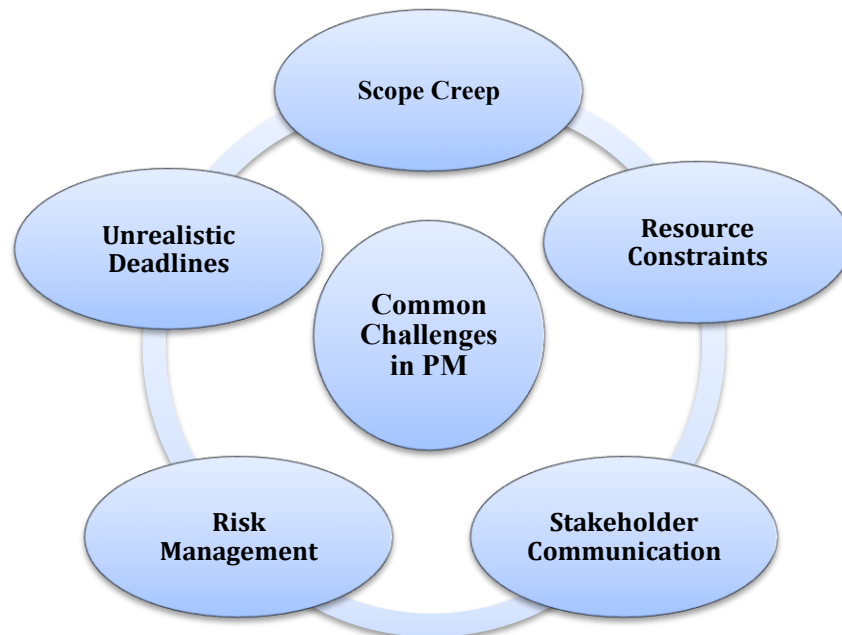 Scope Creep
Unrealistic
Deadlines
Resource
Constraints
Common
Challenges
in PM
Risk
Management
Stakeholder
Communication